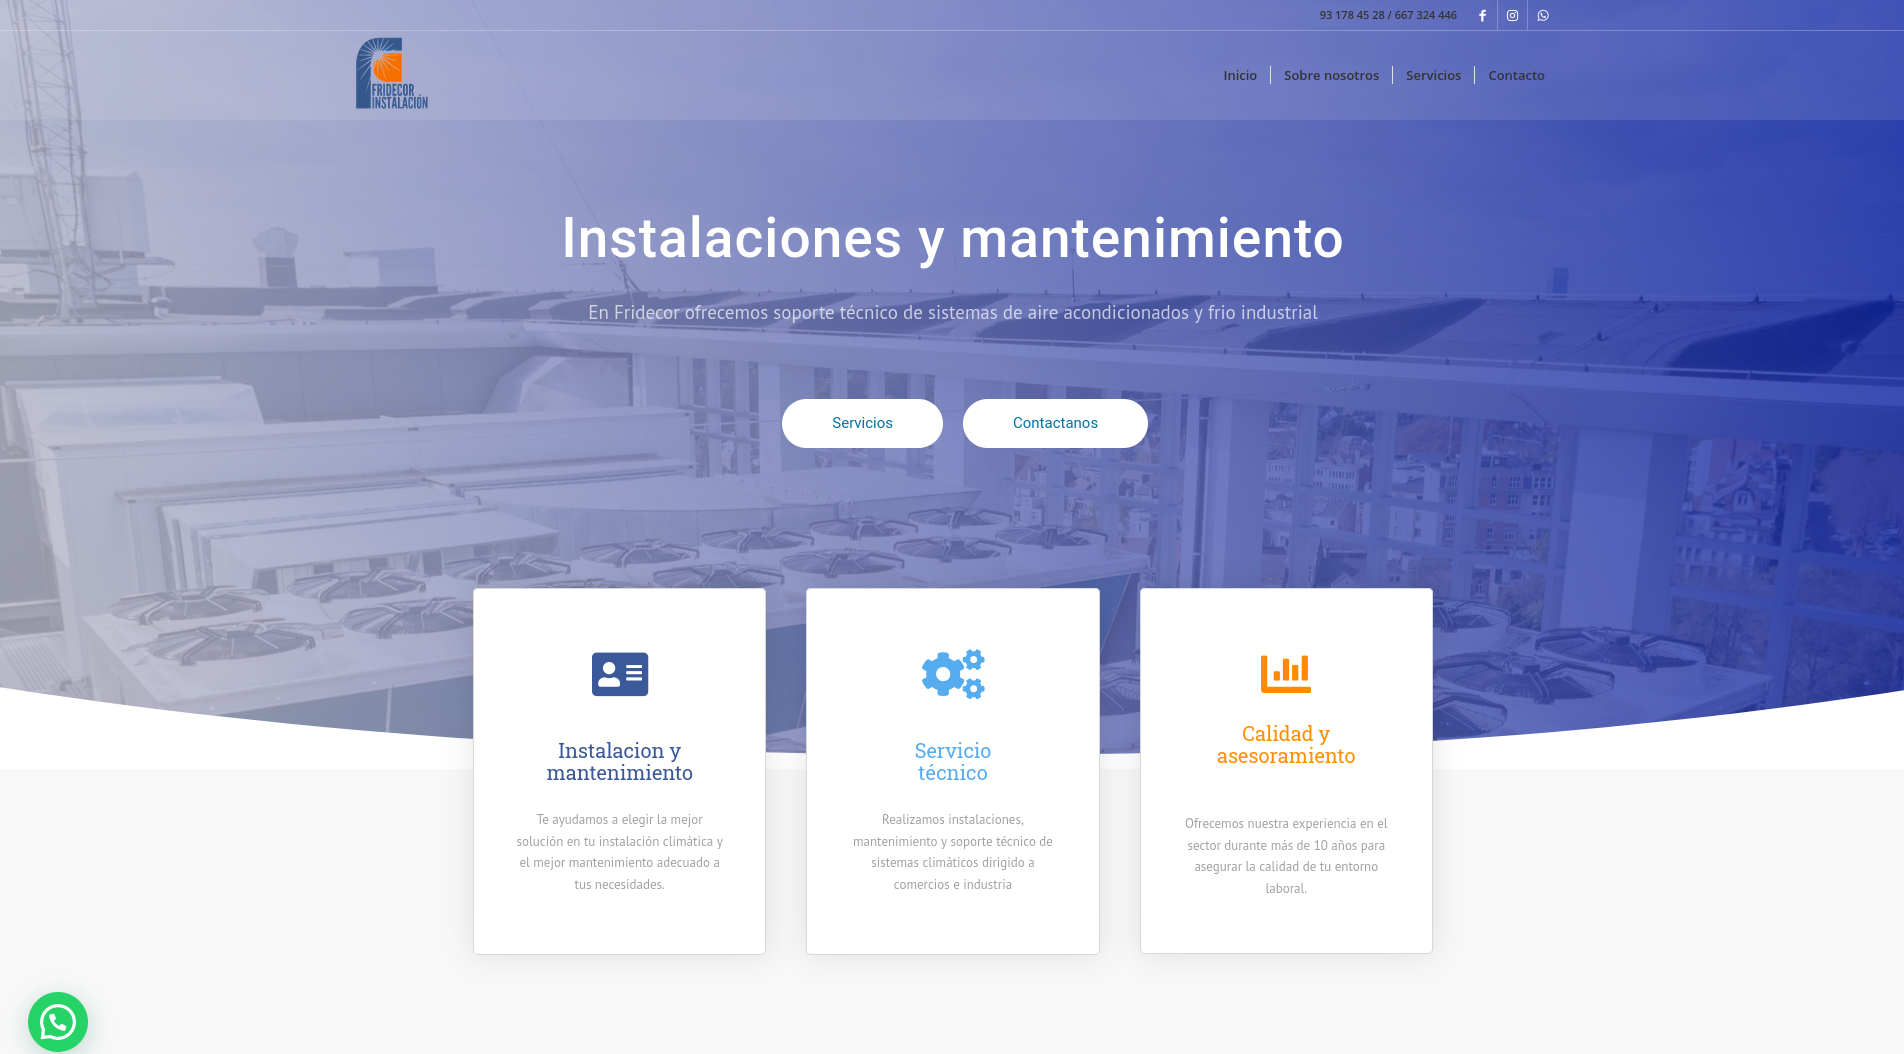 93 178 45 28 / 667 324 446
FRIDECOR
INSTALACIÓN
Inicio
Sobre nosotros
Servicios
Contacto
Instalaciones y mantenimiento
En Fridecor ofrecemos soporte técnico de sistemas de aire acondicionados y frio industrial
Servicios
Contactanos
Instalacion y
mantenimiento
Te ayudamos a elegir la mejor
solución en tu instalación climática y
el mejor mantenimiento adecuado a
tus necesidades.
Servicio
técnico
Realizamos instalaciones,
mantenimiento y soporte técnico de
sistemas climáticos dirigido a
comercios e industria
Calidad y
asesoramiento
Ofrecemos nuestra experiencia en el
sector durante más de 10 años para
asegurar la calidad de tu entorno
laboral.